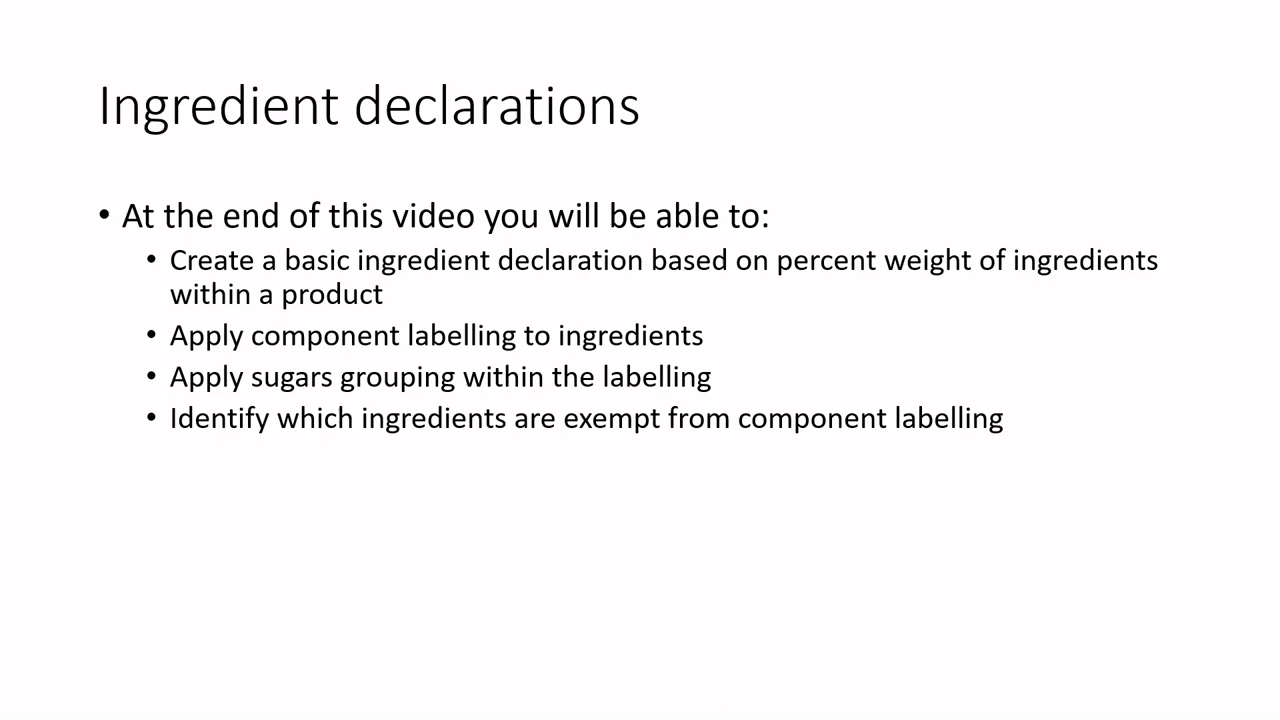 Ingredient declarations
• At the end of this video you will be able to:
• Create a basic ingredient declaration based on percent weight of ingredients
within a product
• Apply component labelling to ingredients
• Apply sugars grouping within the labelling
• Identify which ingredients are exempt from component labelling